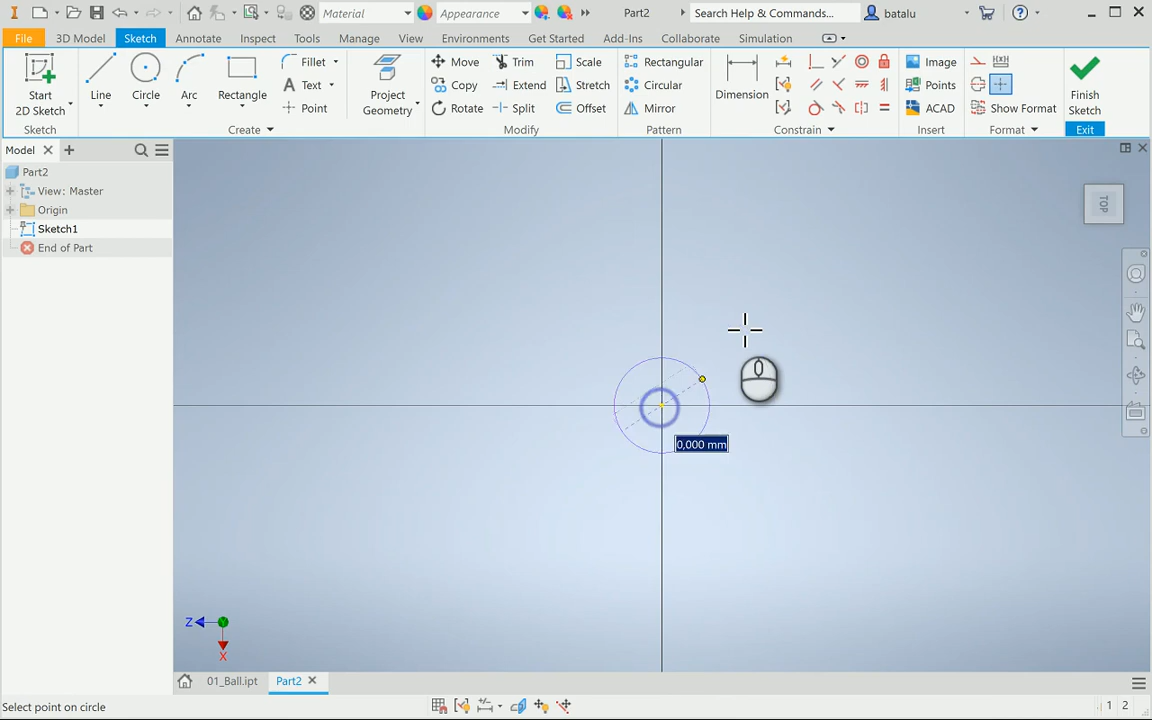 Material
Appearance
Part2
Search Help & Commands...
batalu
File
3D Model
Sketch
Annotate
Inspect
Tools
Manage
View
Environments
Get Started
Add-Ins
Collaborate
Simulation
Start
2D Sketch
Line
Circle
Arc
Rectangle
Fillet
Text
Point
Project
Geometry
Move
Copy
Rotate
Trim
Extend
Split
Scale
Stretch
Offset
Rectangular
Circular
Mirror
Dimension
Image
Points
ACAD
Show Format
Finish
Sketch
Sketch
Create
Modify
Pattern
Constrain
Insert
Format
Exit
Model
Part2
View: Master
Origin
Sketch1
End of Part
TOP
0,000 mm
Z
X
01_Ball.ipt
Part2
Select point on circle
1 2